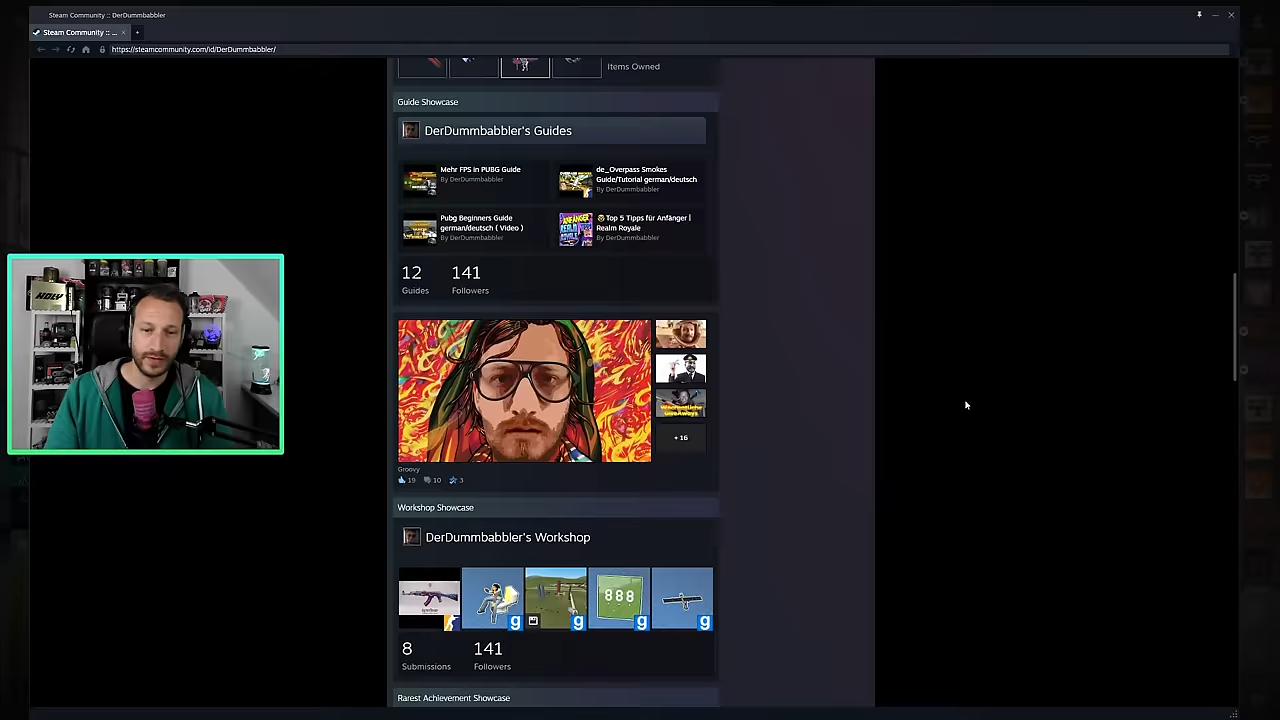 Steam Community :: DerDummbabbler
Steam Community :: ...
https://steamcommunity.com/id/DerDummbabbler/
Items Owned
Guide Showcase
DerDummbabbler's Guides
Mehr FPS in PUBG Guide
By DerDummbabbler
de_Overpass Smokes
Guide/Tutorial german/deutsch
By DerDummbabbler
Pubg Beginners Guide
german/deutsch ( Video )
By DerDummbabbler
Top 5 Tipps für Anfänger |
Realm Royale
By DerDummbabbler
12
Guides
141
Followers
HOLY
+ 16
Groovy
19
10
3
Workshop Showcase
DerDummbabbler's Workshop
888
g
g
g
g
8
Submissions
141
Followers
Rarest Achievement Showcase